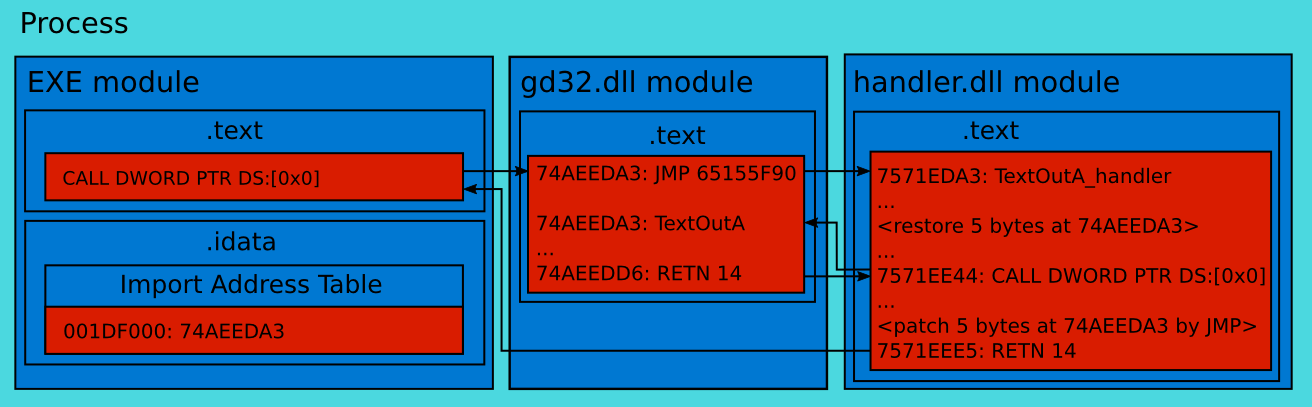 Process
EXE module
.text
CALL DWORD PTR DS:[0x0]
.idata
Import Address Table
001DF000: 74AEEDA3
gd32.dll module
.text
74AEEDA3: JMP 65155F90
74AEEDA3: TextOutA
...
74AEEDD6: RETN 14
handler.dll module
.text
7571EDA3: TextOutA_handler
...
<restore 5 bytes at 74AEEDA3>
...
7571EE44: CALL DWORD PTR DS:[0x0]
...
<patch 5 bytes at 74AEEDA3 by JMP>
7571EEE5: RETN 14